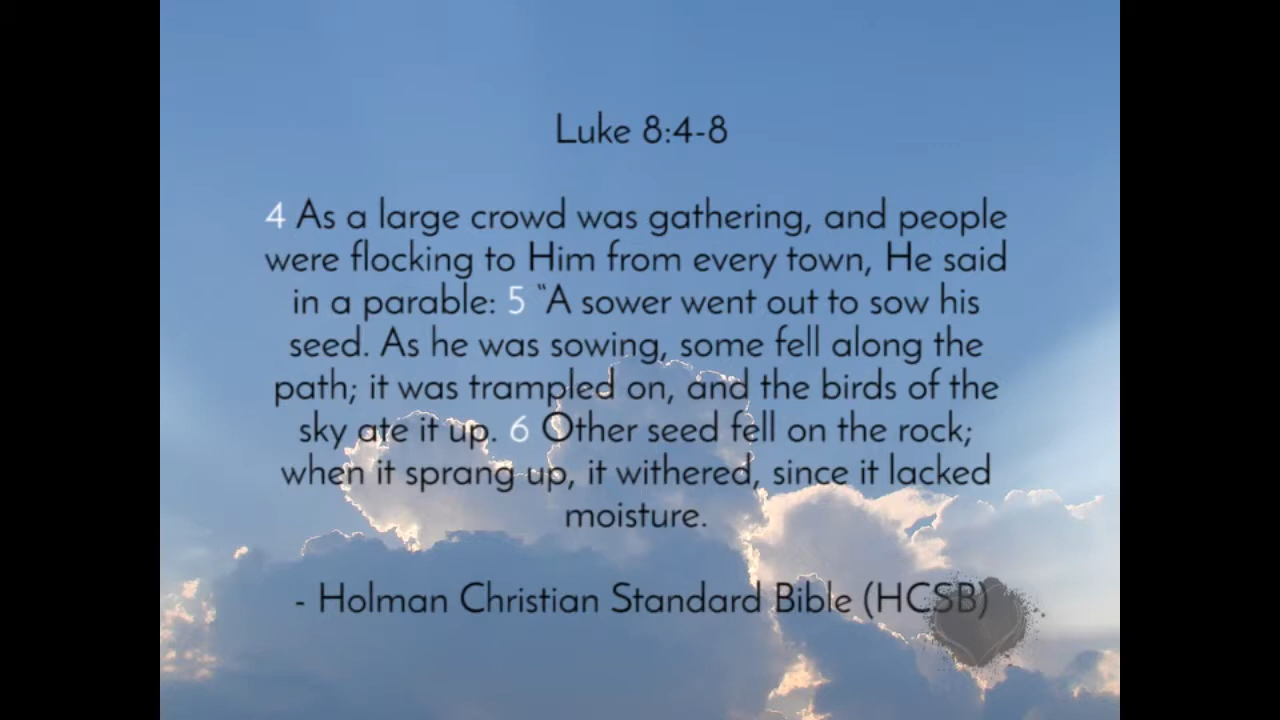 Luke 8:4-8
4 As a large crowd was gathering, and people
were flocking to Him from every town, He said
in a parable: 5 “A sower went out to sow his
seed. As he was sowing, some fell along the
path; it was trampled on, and the birds of the
sky ate it up. 6 Other seed fell on the rock;
when it sprang up, it withered, since it lacked
moisture.
- Holman Christian Standard Bible (HCSB)